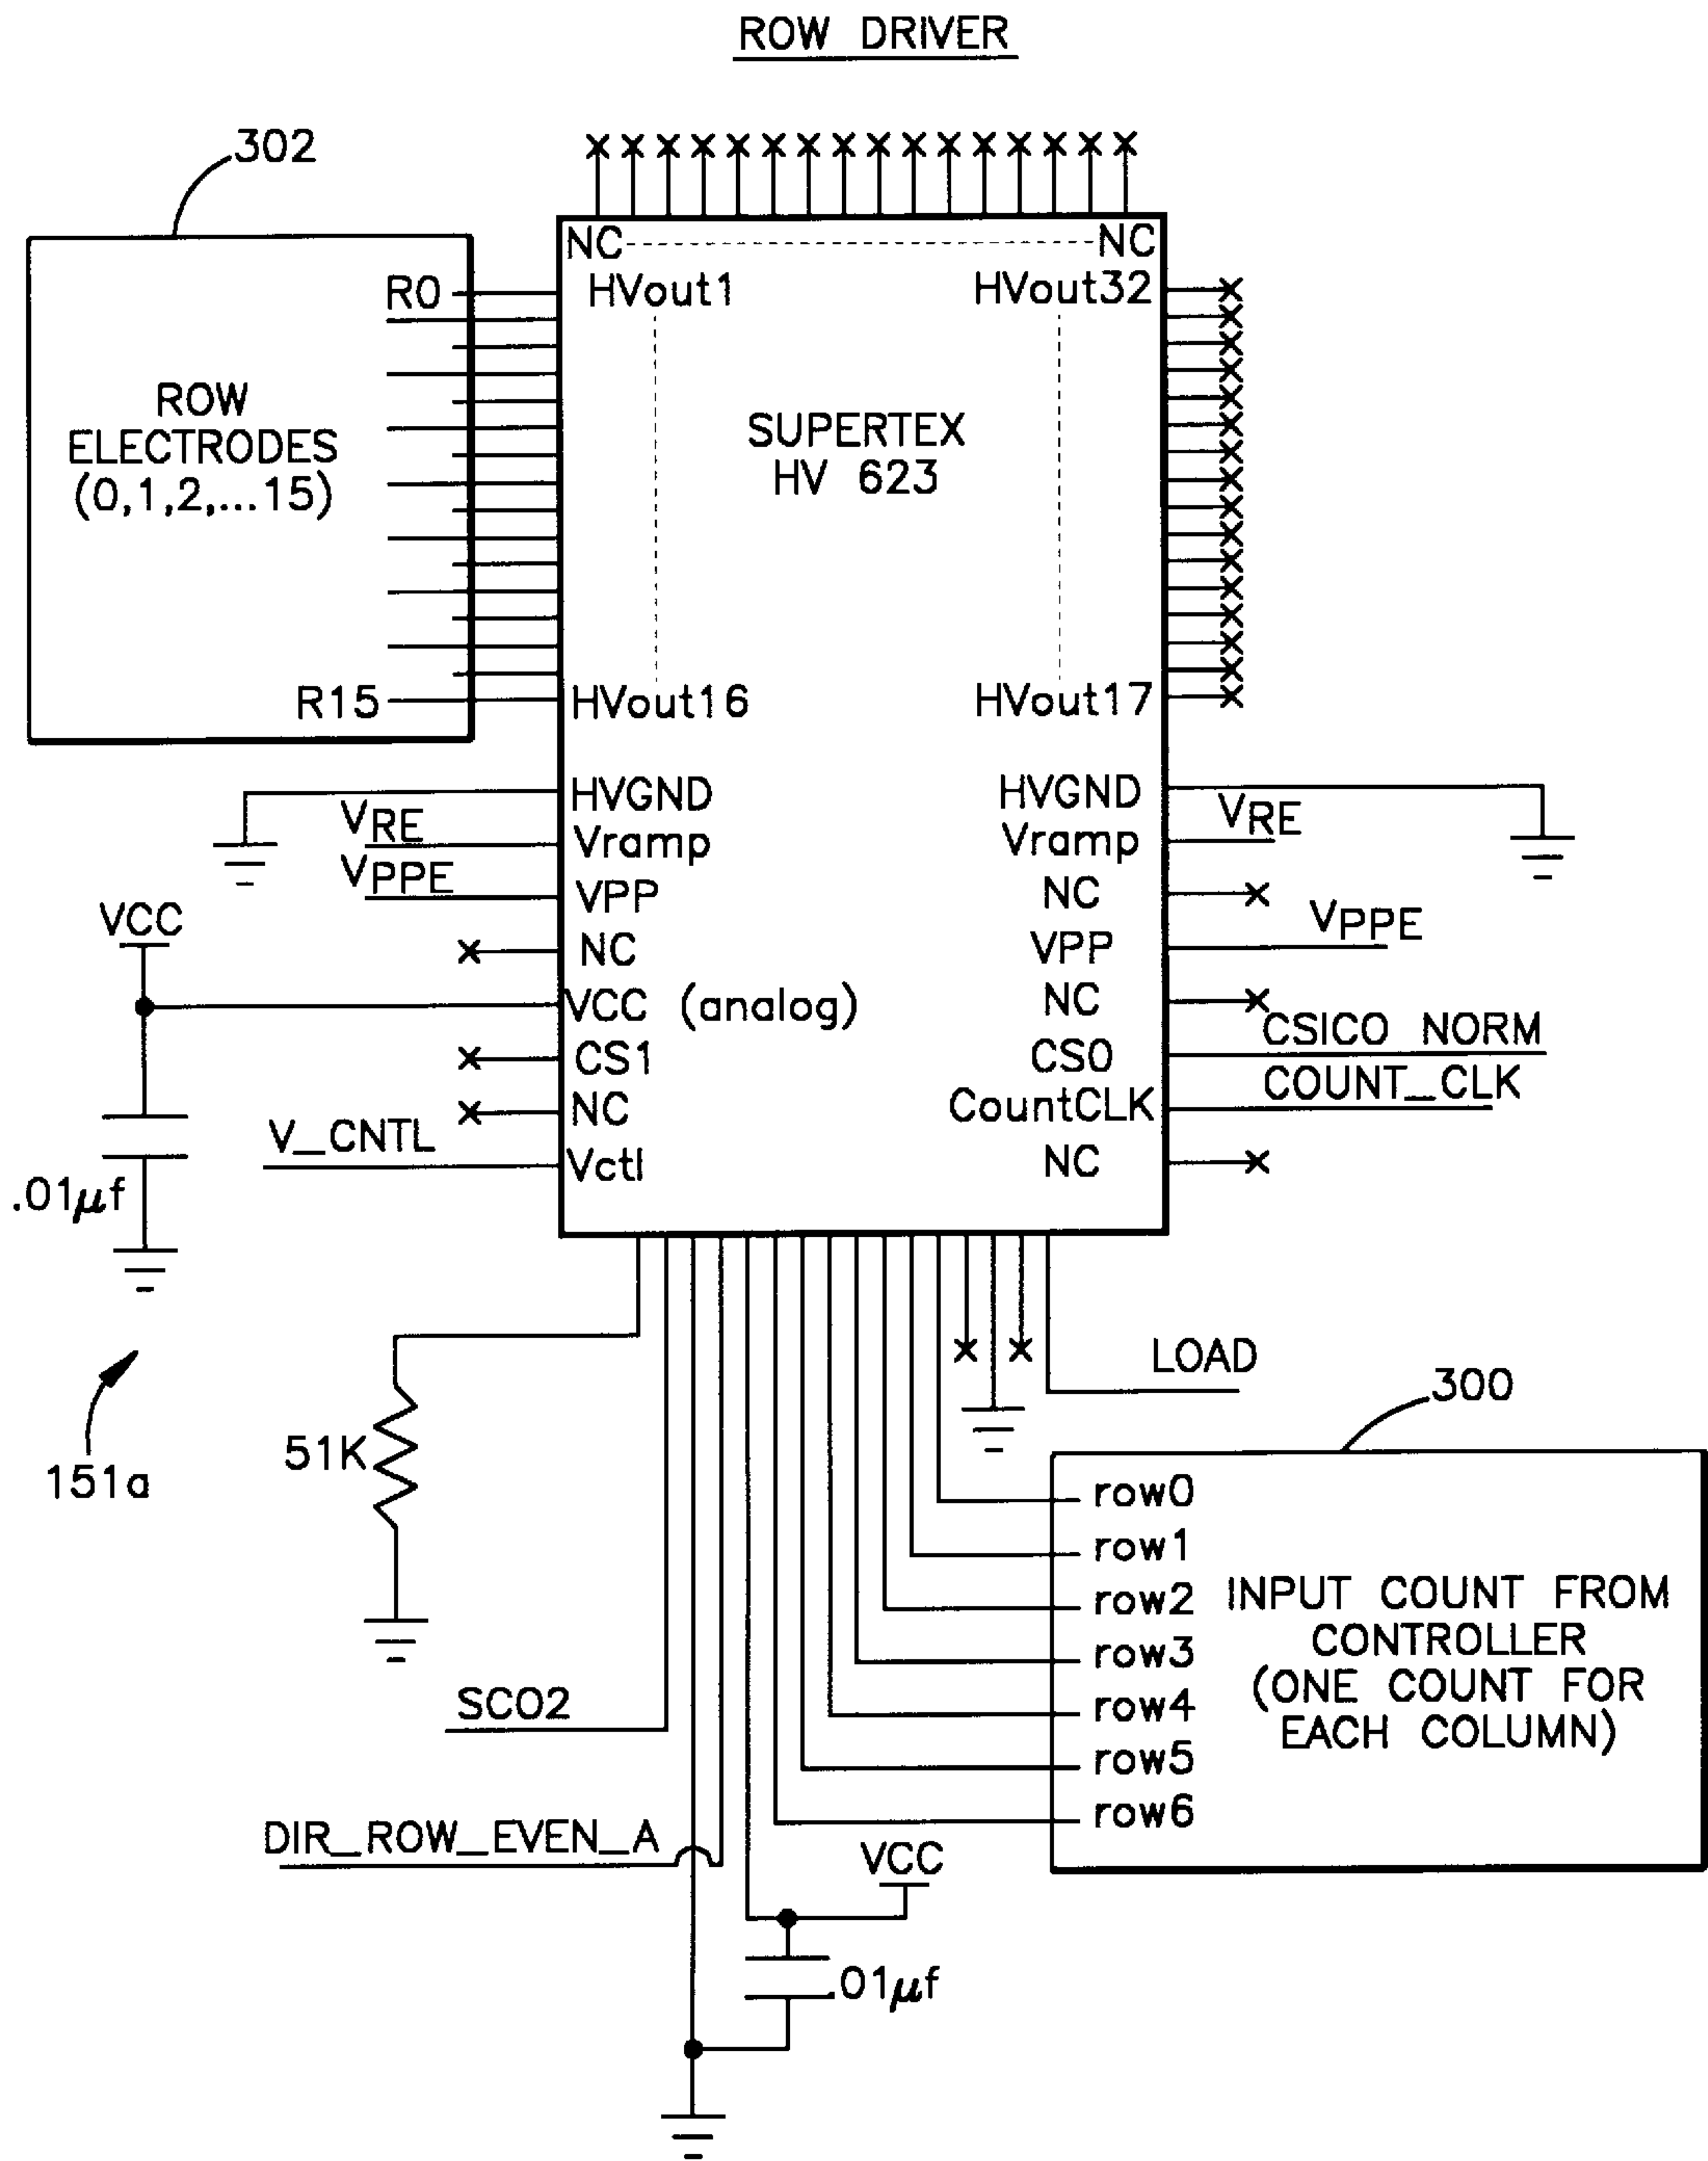 ROW DRIVER
302
NC NC
R0 HVout1 HVout32
ROW
ELECTRODES
(0,1,2,...15)
SUPERTEX
HV 623
R15 HVout16 HVout17
HVGND HVGND
VRE Vramp Vramp VRE
VPPE VPP NC
VCC NC VPP VPPE
VCC (analog) NC
CS1 CS0 CSICO NORM
NC CountCLK COUNT_CLK
V_CNTL Vctl NC
.01µf
LOAD
151a
51K
300
row0
row1
row2
row3
row4
row5
row6
INPUT COUNT FROM
CONTROLLER
(ONE COUNT FOR
EACH COLUMN)
SCO2
DIR_ROW_EVEN_A
VCC
.01µf